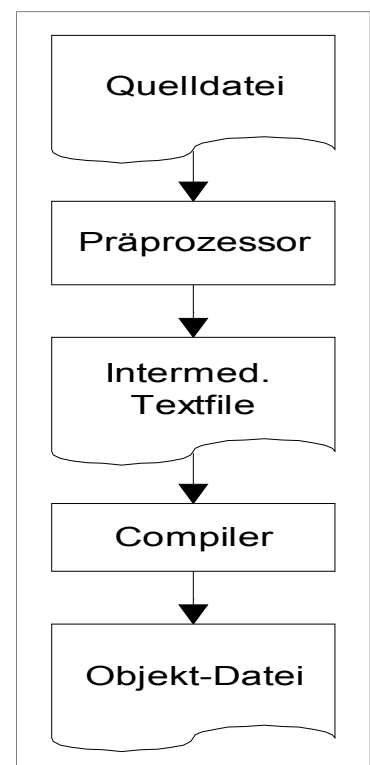 Quelldatei
Präprozessor
Intermed.
Textfile
Compiler
Objekt-Datei